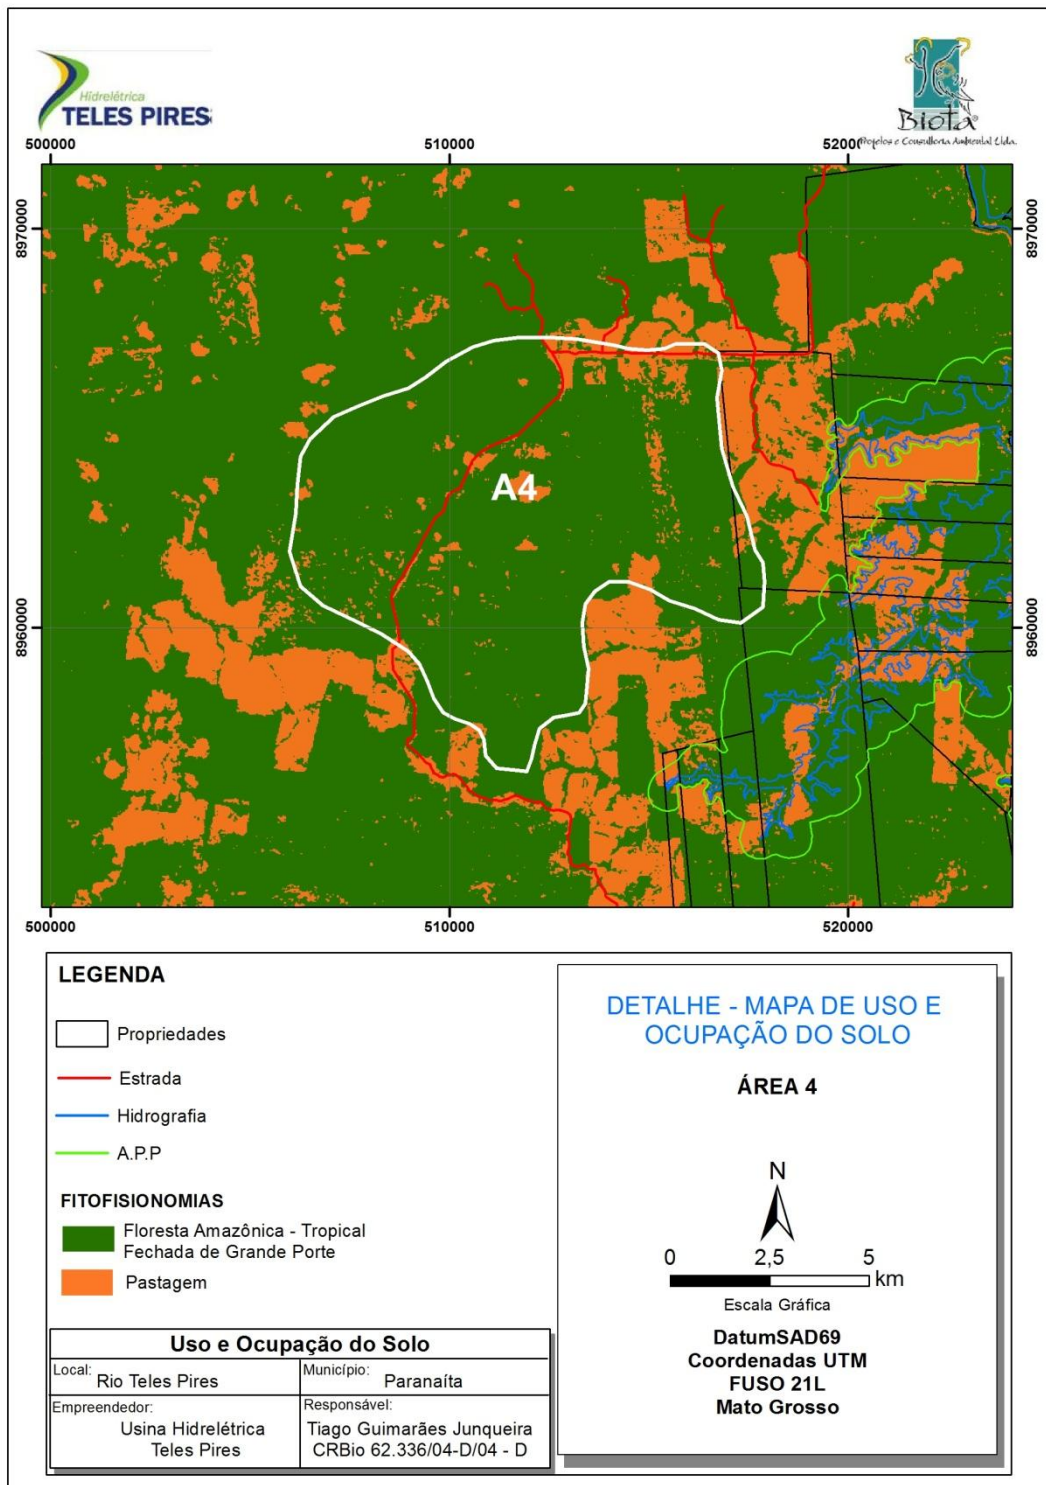 Hidrelétrica
TELES PIRES
Biota
Projetos e Consultoria Ambiental Ltda.
500000
510000
520000
8970000
8970000
A4
8960000
8960000
500000
510000
520000
LEGENDA
Propriedades
Estrada
Hidrografia
A.P.P
FITOFISIONOMIAS
Floresta Amazônica - Tropical
Fechada de Grande Porte
Pastagem
DETALHE - MAPA DE USO E
OCUPAÇÃO DO SOLO
ÁREA 4
N
0 2,5 5
km
Escala Gráfica
DatumSAD69
Coordenadas UTM
FUSO 21L
Mato Grosso
Uso e Ocupação do Solo
Local: Rio Teles Pires
Município: Paranaíta
Empreendedor:
Usina Hidrelétrica
Teles Pires
Responsável:
Tiago Guimarães Junqueira
CRBio 62.336/04-D/04 - D